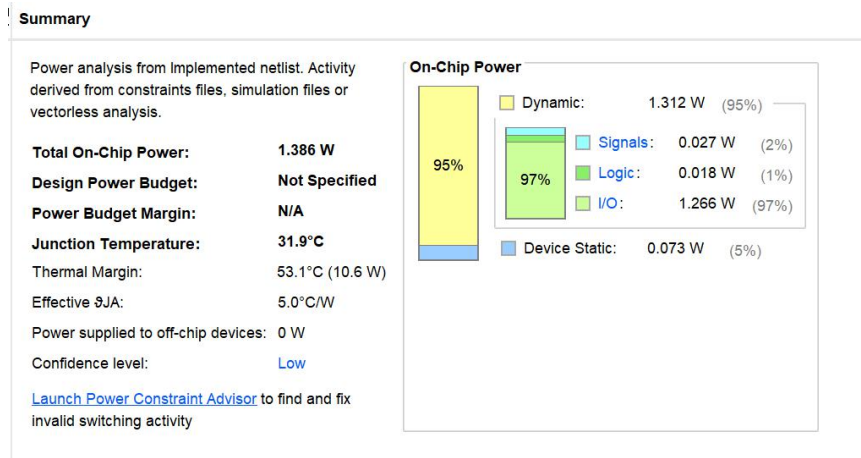 Summary
Power analysis from Implemented netlist. Activity
derived from constraints files, simulation files or
vectorless analysis.
Total On-Chip Power: 1.386 W
Design Power Budget: Not Specified
Power Budget Margin: N/A
Junction Temperature: 31.9°C
Thermal Margin: 53.1°C (10.6 W)
Effective ϑJA: 5.0°C/W
Power supplied to off-chip devices: 0 W
Confidence level: Low
Launch Power Constraint Advisor to find and fix
invalid switching activity
On-Chip Power
95%
Dynamic: 1.312 W (95%)
97%
Signals: 0.027 W (2%)
Logic: 0.018 W (1%)
I/O: 1.266 W (97%)
Device Static: 0.073 W (5%)